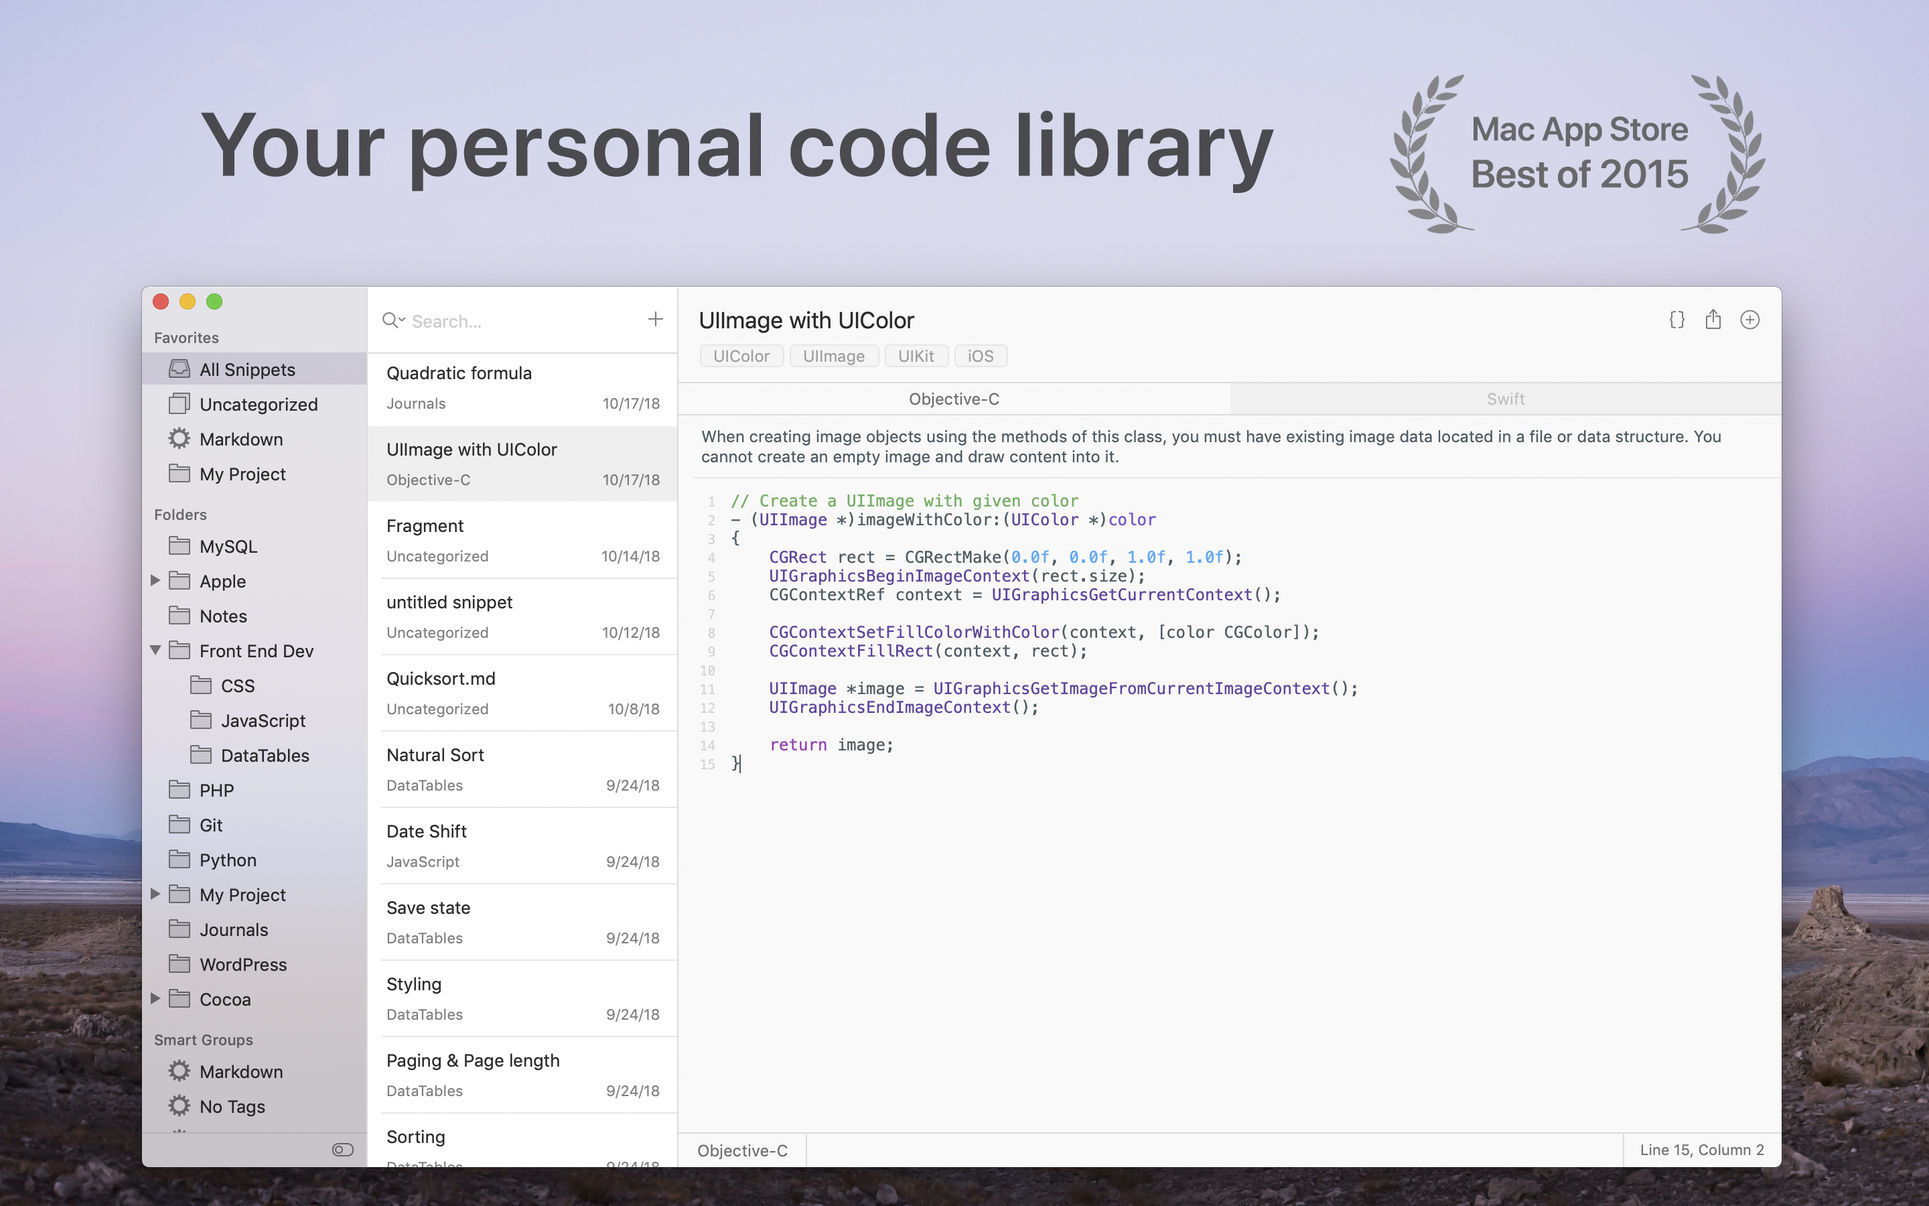 Your personal code library
Mac App Store
Best of 2015
Favorites
All Snippets
Uncategorized
Markdown
My Project
Folders
MySQL
Apple
Notes
Front End Dev
CSS
JavaScript
DataTables
PHP
Git
Python
My Project
Journals
WordPress
Cocoa
Smart Groups
Markdown
No Tags
Search...
Quadratic formula
Journals 10/17/18
UIImage with UIColor
Objective-C 10/17/18
Fragment
Uncategorized 10/14/18
untitled snippet
Uncategorized 10/12/18
Quicksort.md
Uncategorized 10/8/18
Natural Sort
DataTables 9/24/18
Date Shift
JavaScript 9/24/18
Save state
DataTables 9/24/18
Styling
DataTables 9/24/18
Paging & Page length
DataTables 9/24/18
Sorting
DataTables 9/24/18
UIImage with UIColor
{}
UIColor UIImage UIKit iOS
Objective-C Swift
When creating image objects using the methods of this class, you must have existing image data located in a file or data structure. You
cannot create an empty image and draw content into it.
1 // Create a UIImage with given color
2 - (UIImage *)imageWithColor:(UIColor *)color
3 {
4 CGRect rect = CGRectMake(0.0f, 0.0f, 1.0f, 1.0f);
5 UIGraphicsBeginImageContext(rect.size);
6 CGContextRef context = UIGraphicsGetCurrentContext();
7
8 CGContextSetFillColorWithColor(context, [color CGColor]);
9 CGContextFillRect(context, rect);
10
11 UIImage *image = UIGraphicsGetImageFromCurrentImageContext();
12 UIGraphicsEndImageContext();
13
14 return image;
15 }
Objective-C
Line 15, Column 2